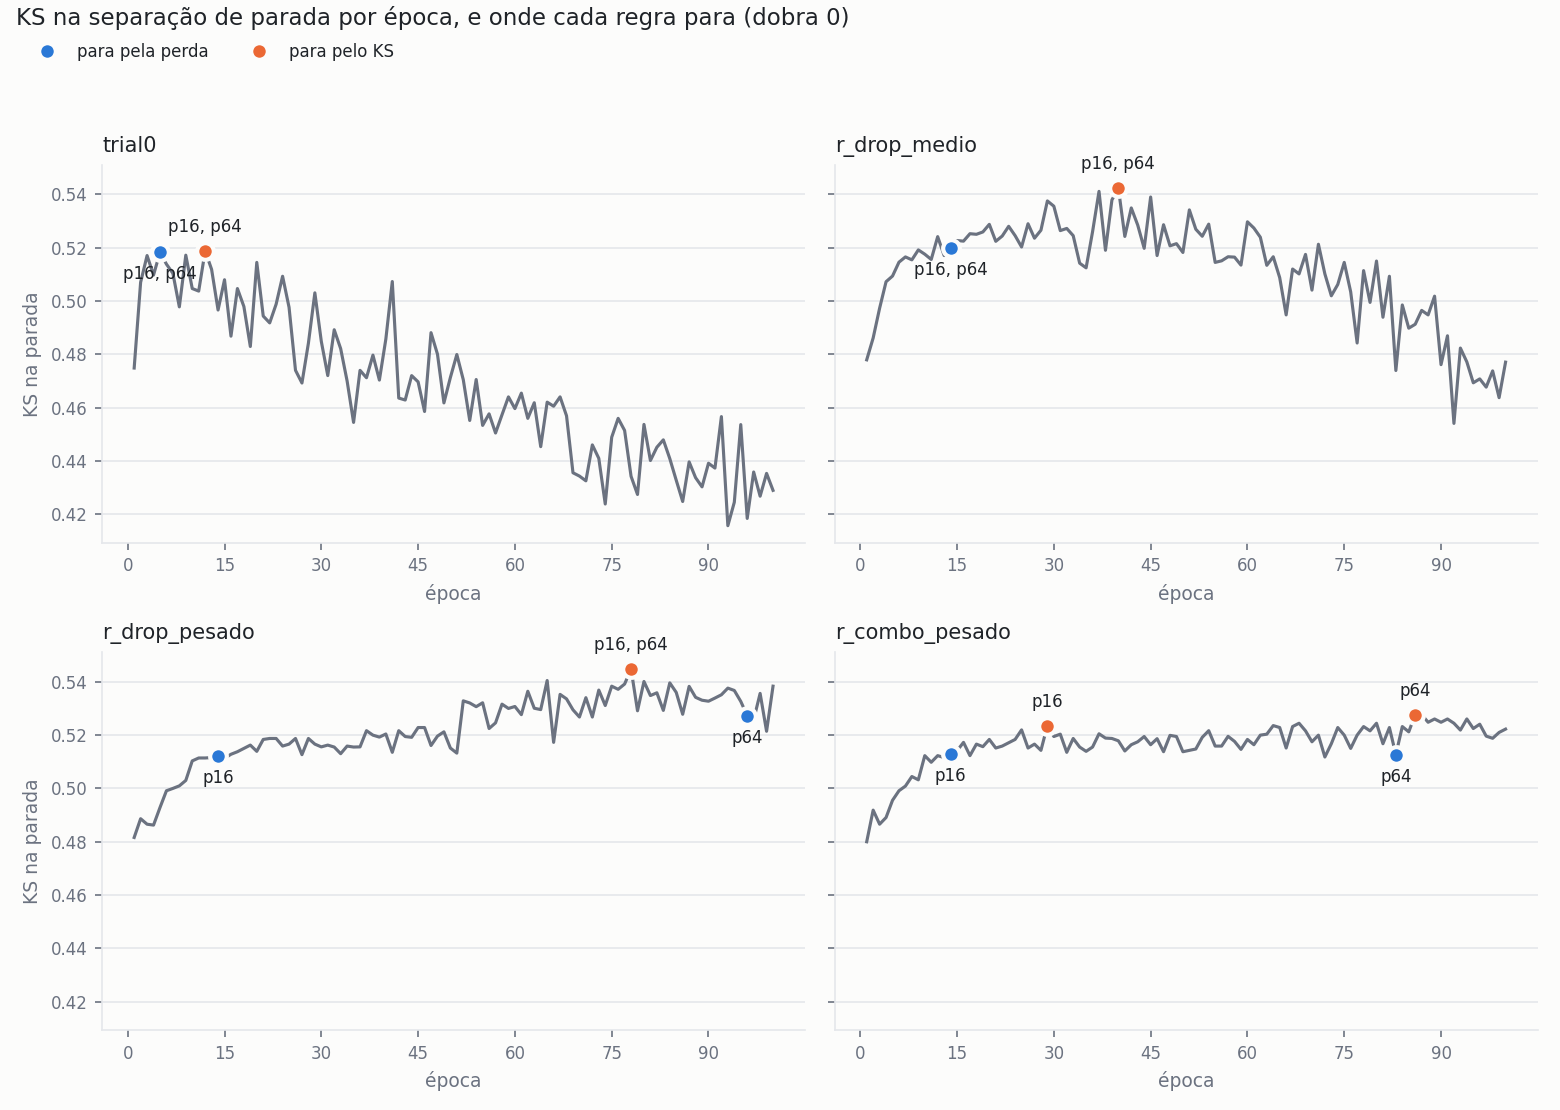 KS na separação de parada por época, e onde cada regra para (dobra 0)
para pela perda
para pelo KS
trial0
r_drop_medio
p16, p64
p16, p64
p16, p64
p16, p64
KS na parada
0.54
0.52
0.50
0.48
0.46
0.44
0.42
0 15 30 45 60 75 90
0 15 30 45 60 75 90
época
época
r_drop_pesado
r_combo_pesado
p16, p64
p64
p16
p16
p64
p16
p64
KS na parada
0.54
0.52
0.50
0.48
0.46
0.44
0.42
0 15 30 45 60 75 90
0 15 30 45 60 75 90
época
época